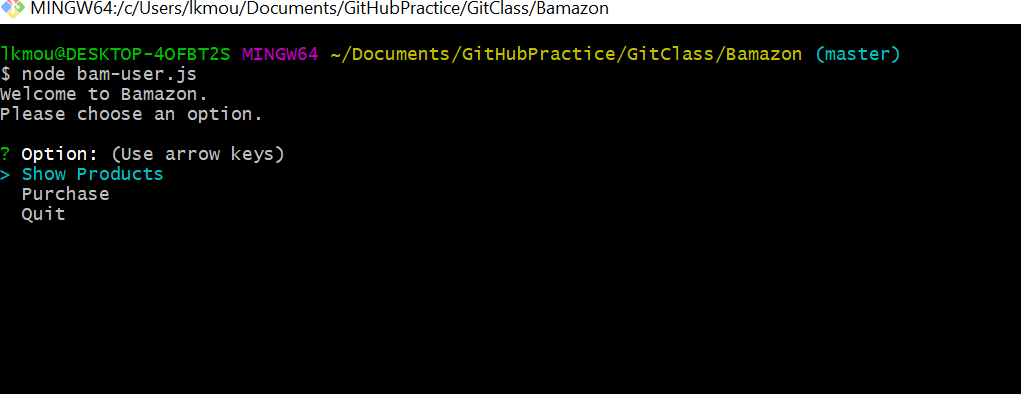 MINGW64:/c/Users/lkmou/Documents/GitHubPractice/GitClass/Bamazon
lkmou@DESKTOP-4OFBT2S MINGW64 ~/Documents/GitHubPractice/GitClass/Bamazon (master)
$ node bam-user.js
Welcome to Bamazon.
Please choose an option.
? Option: (Use arrow keys)
> Show Products
Purchase
Quit